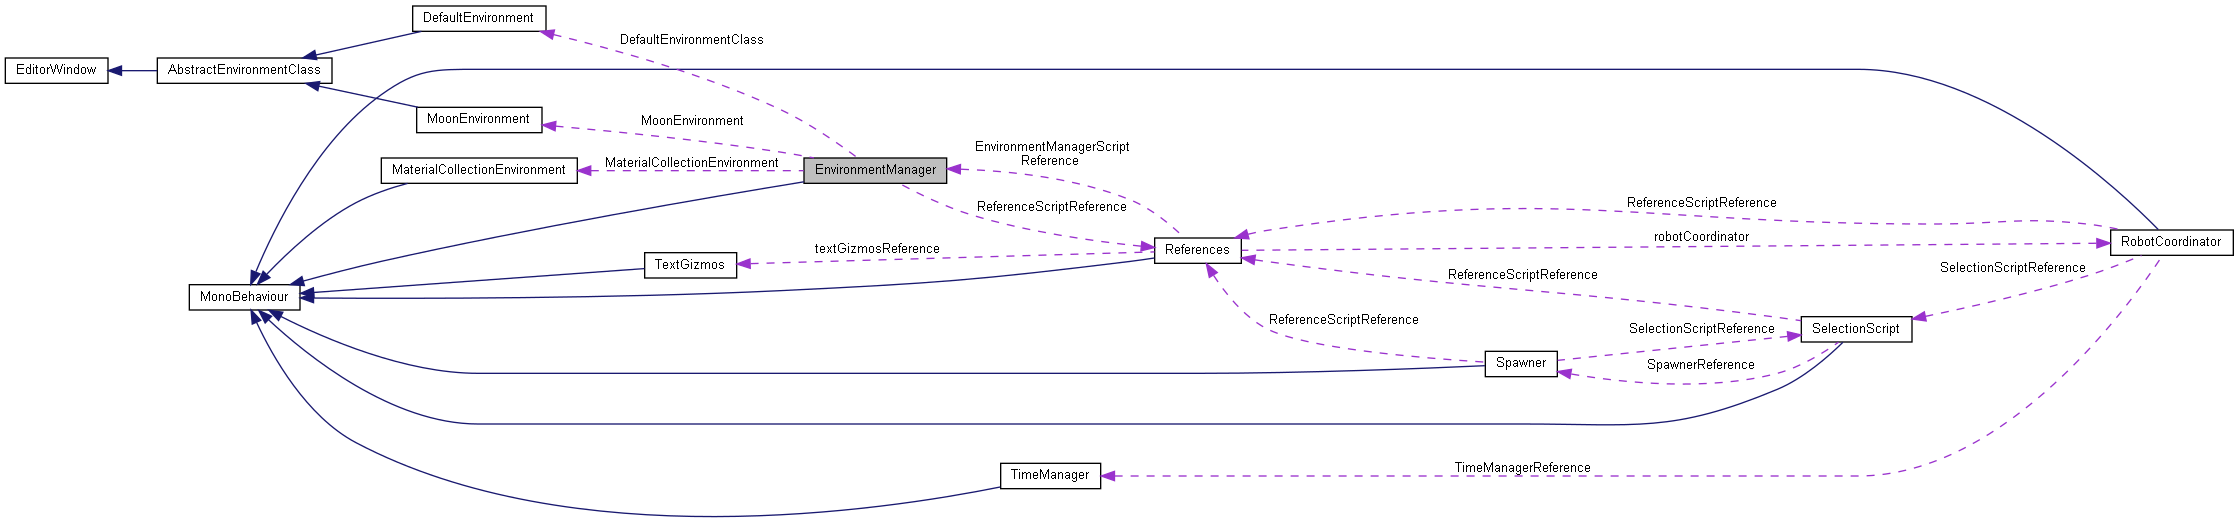 DefaultEnvironment
DefaultEnvironmentClass
EditorWindow
AbstractEnvironmentClass
MoonEnvironment
MoonEnvironment
EnvironmentManagerScript
Reference
MaterialCollectionEnvironment
MaterialCollectionEnvironment
EnvironmentManager
ReferenceScriptReference
ReferenceScriptReference
robotCoordinator
RobotCoordinator
textGizmosReference
References
TextGizmos
SelectionScriptReference
ReferenceScriptReference
MonoBehaviour
ReferenceScriptReference
SelectionScriptReference
SelectionScript
Spawner
SpawnerReference
TimeManagerReference
TimeManager